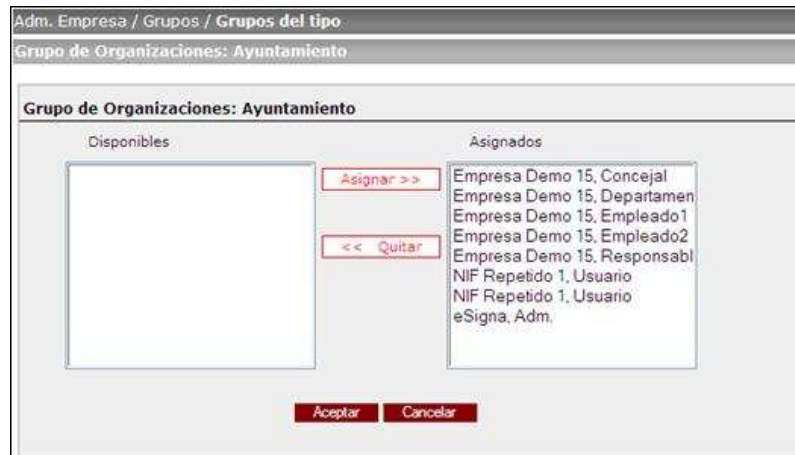 Adm. Empresa / Grupos / Grupos del tipo
Grupo de Organizaciones: Ayuntamiento
Grupo de Organizaciones: Ayuntamiento
Disponibles
Asignados
Asignar >>
<< Quitar
Empresa Demo 15, Concejal
Empresa Demo 15, Departamen
Empresa Demo 15, Empleado1
Empresa Demo 15, Empleado2
Empresa Demo 15, Responsabl
NIF Repetido 1, Usuario
NIF Repetido 1, Usuario
eSigna, Adm.
Aceptar
Cancelar